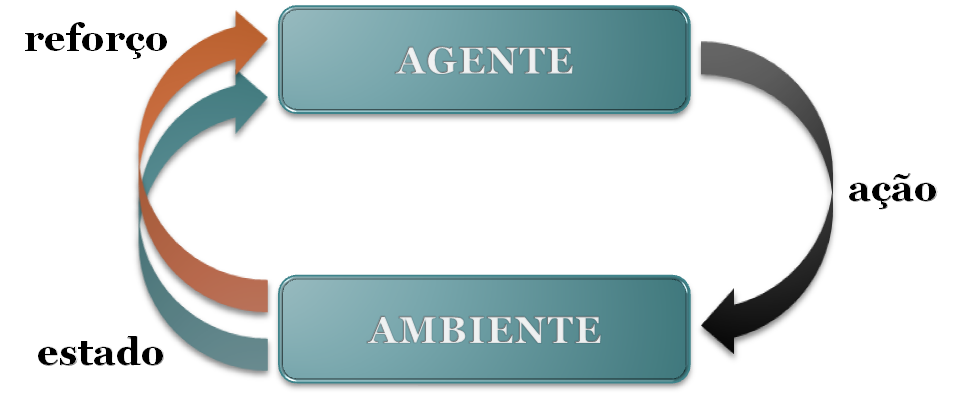 reforço
AGENTE
ação
AMBIENTE
estado